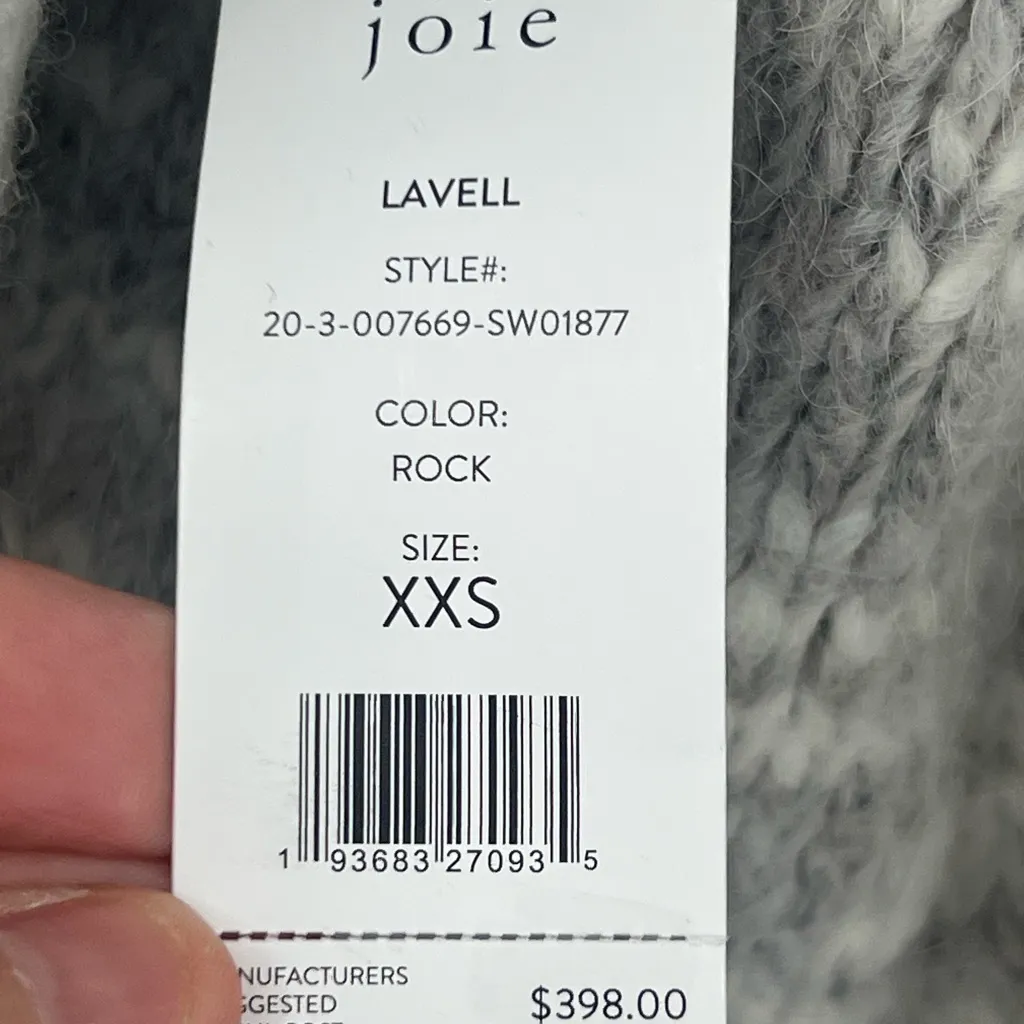 joie
LAVELL
STYLE#:
20-3-007669-SW01877
COLOR:
ROCK
SIZE:
XXS
1 93683 27093 5
NUFACTURERS
GGESTED
$398.00